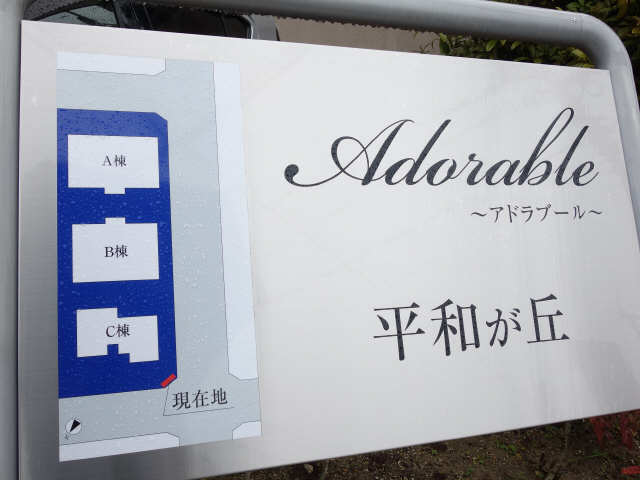 A棟
B棟
C棟
現在地
Adorable
～アドラブール～
平和が丘